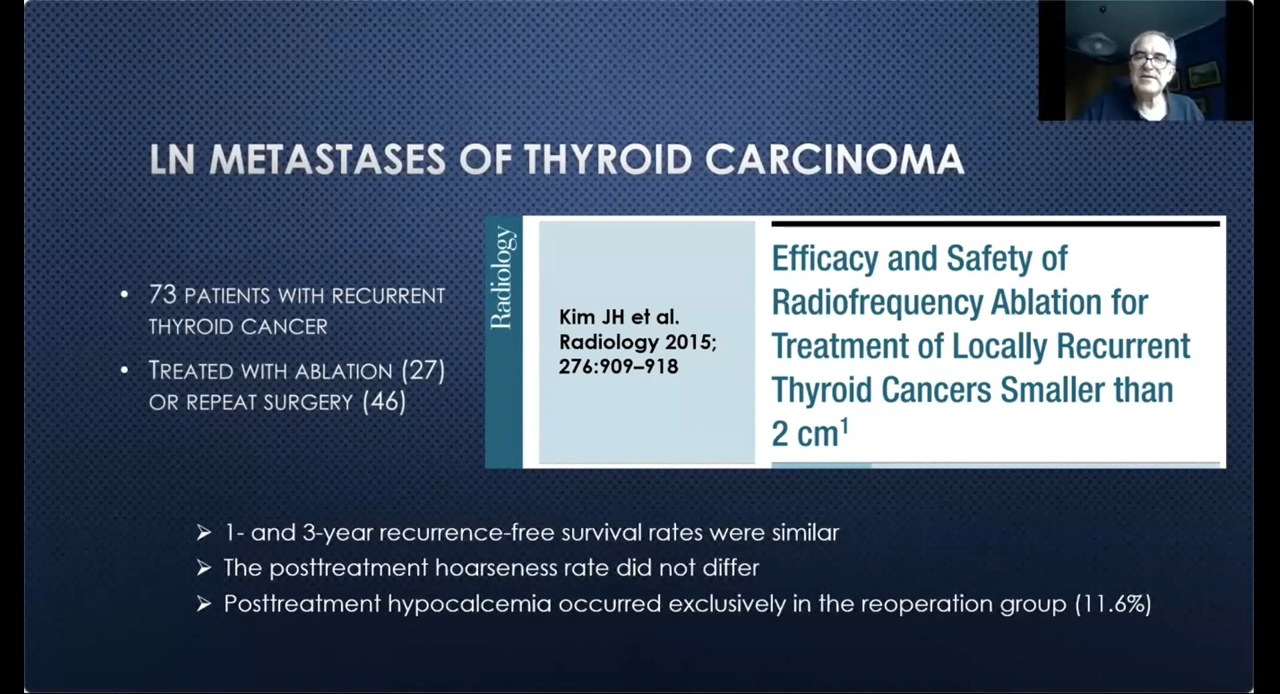 LN METASTASES OF THYROID CARCINOMA
• 73 PATIENTS WITH RECURRENT
THYROID CANCER
• TREATED WITH ABLATION (27)
OR REPEAT SURGERY (46)
Radiology
Kim JH et al.
Radiology 2015;
276:909–918
Efficacy and Safety of
Radiofrequency Ablation for
Treatment of Locally Recurrent
Thyroid Cancers Smaller than
2 cm¹
➢ 1- and 3-year recurrence-free survival rates were similar
➢ The posttreatment hoarseness rate did not differ
➢ Posttreatment hypocalcemia occurred exclusively in the reoperation group (11.6%)